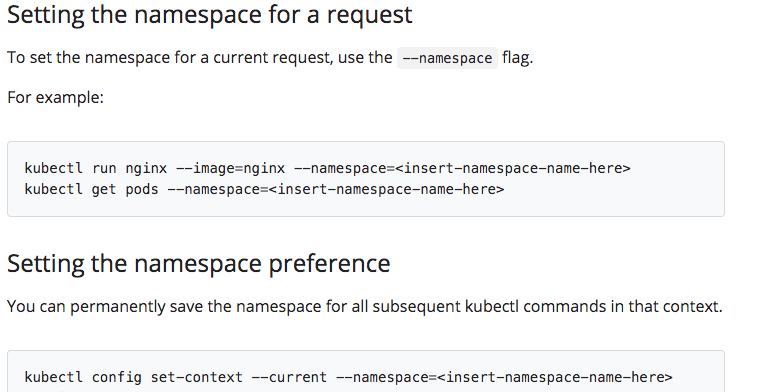 Setting the namespace for a request
To set the namespace for a current request, use the --namespace flag.
For example:
kubectl run nginx --image=nginx --namespace=<insert-namespace-name-here>
kubectl get pods --namespace=<insert-namespace-name-here>
Setting the namespace preference
You can permanently save the namespace for all subsequent kubectl commands in that context.
kubectl config set-context --current --namespace=<insert-namespace-name-here>